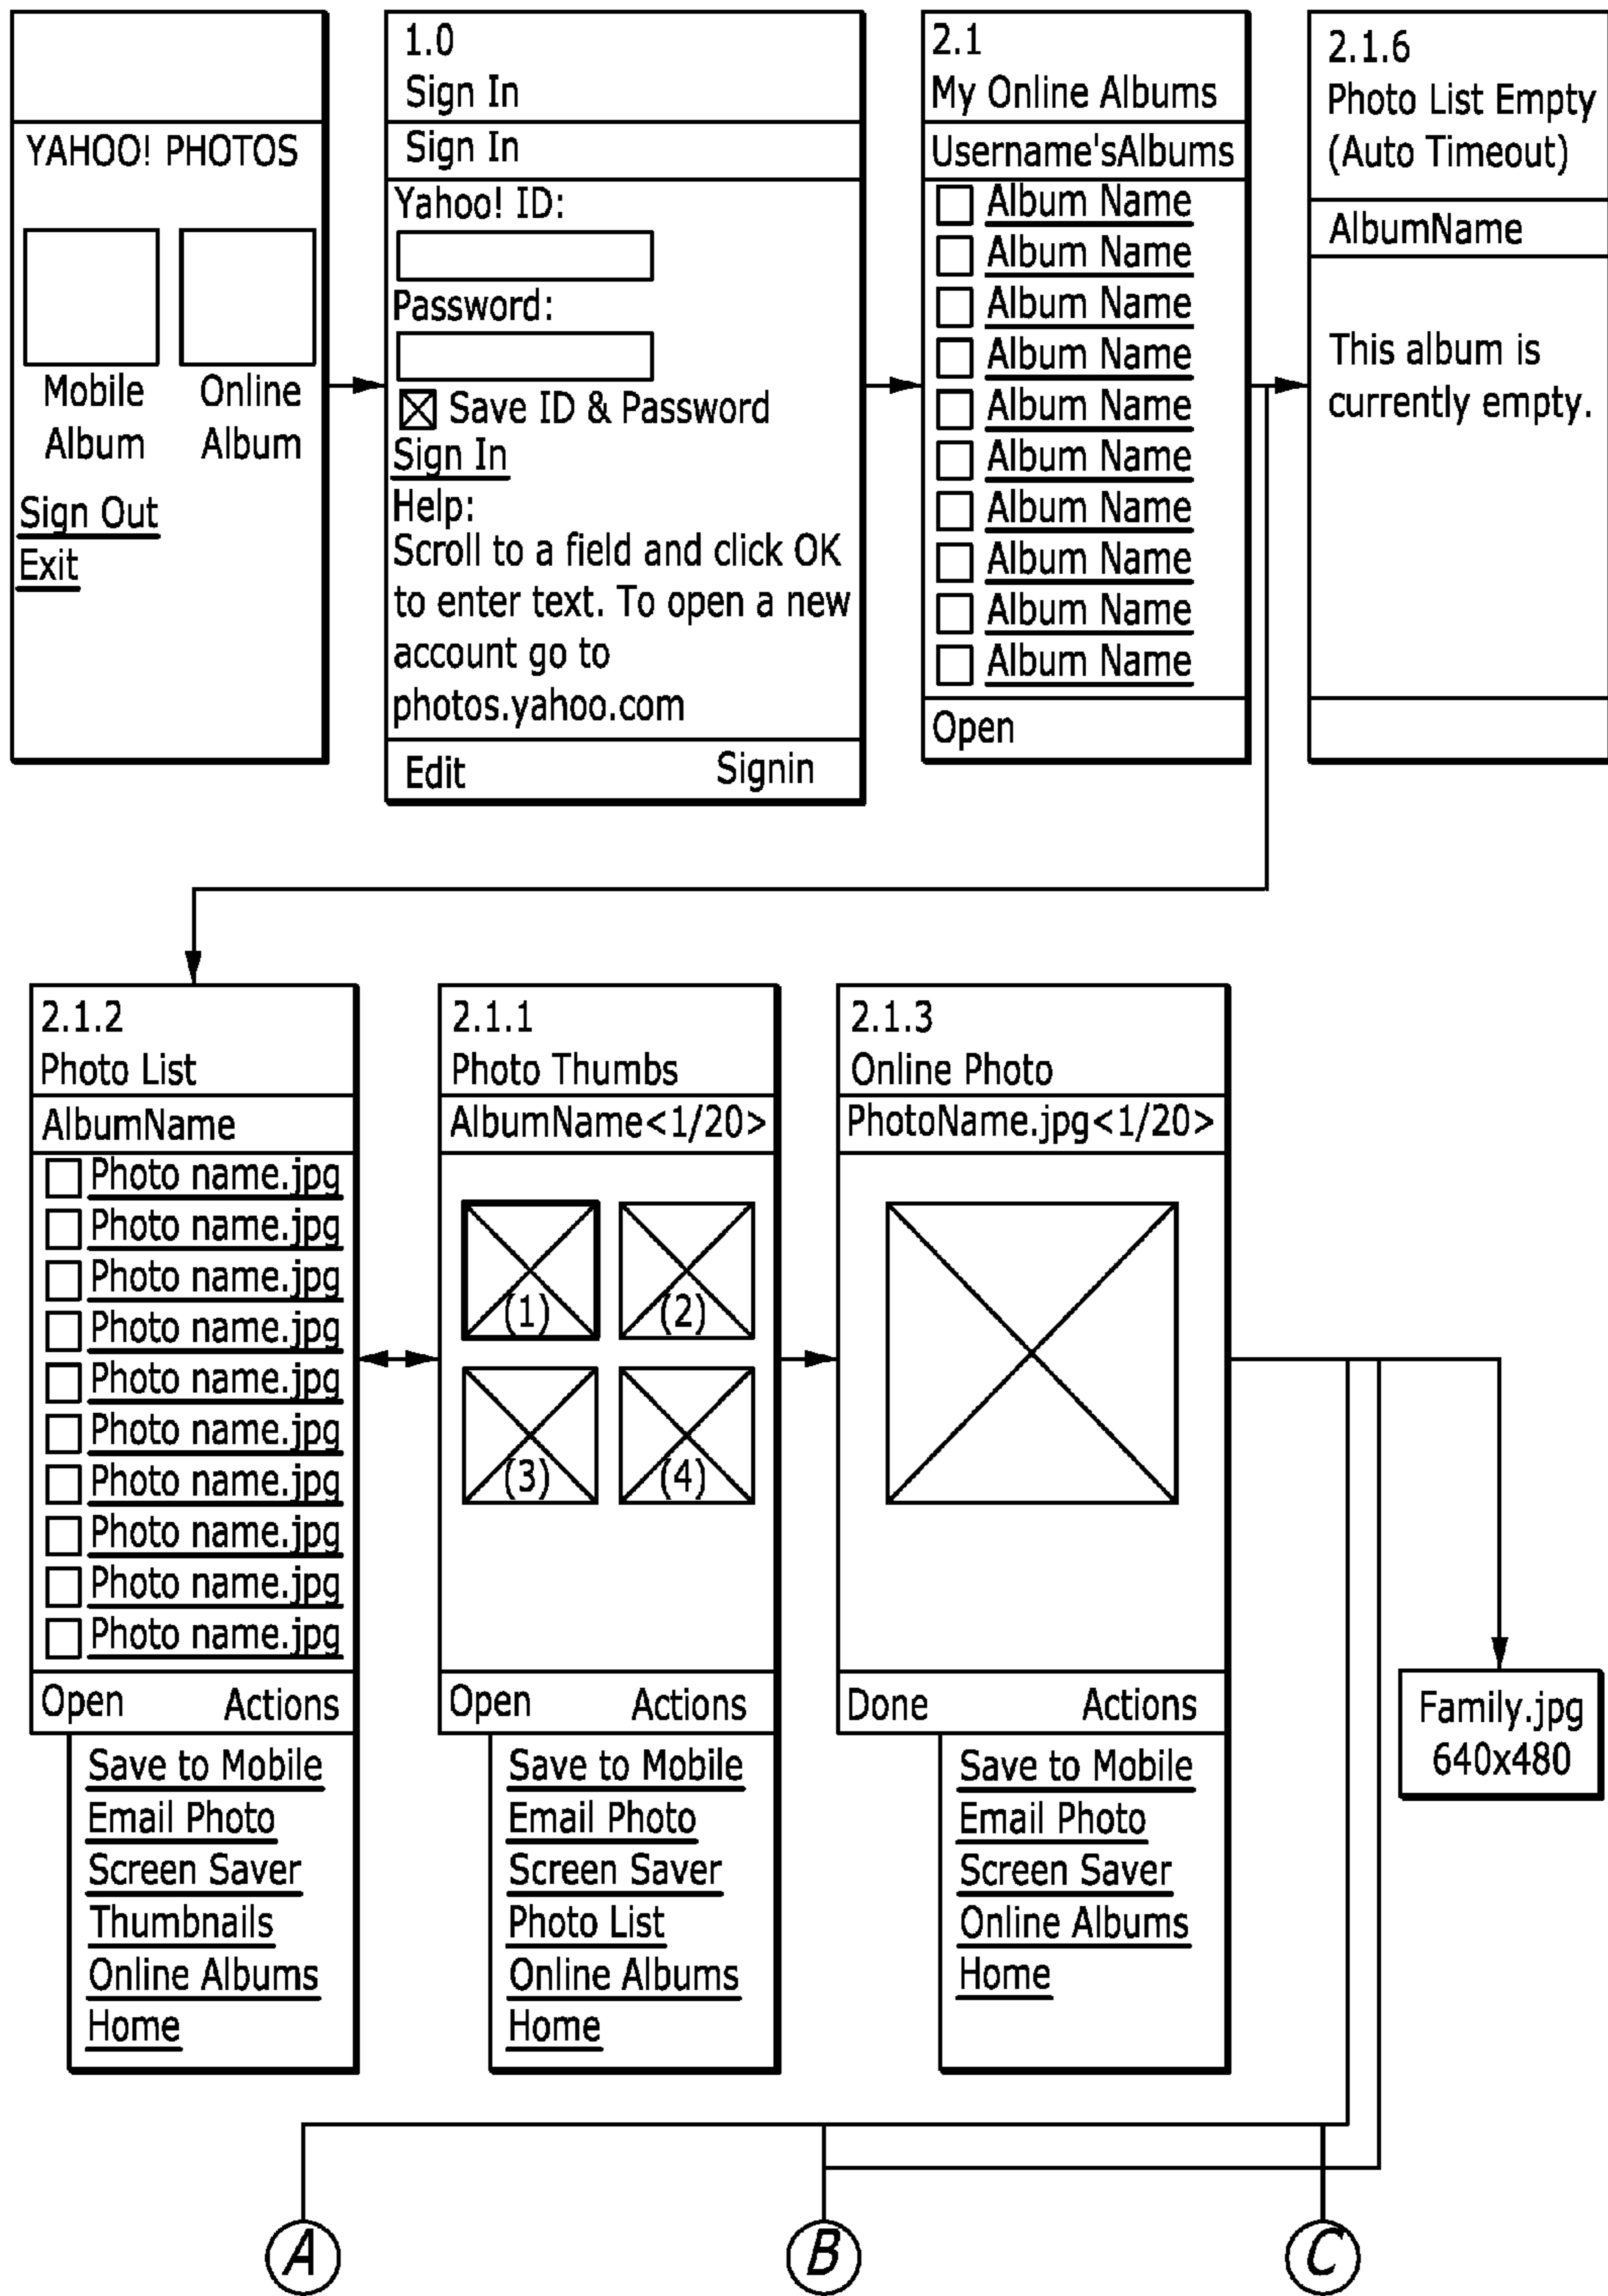 YAHOO! PHOTOS
Mobile Album
Online Album
Sign Out
Exit
1.0
Sign In
Sign In
Yahoo! ID:
Password:
Save ID & Password
Sign In
Help:
Scroll to a field and click OK
to enter text. To open a new
account go to
photos.yahoo.com
Edit Signin
2.1
My Online Albums
Username'sAlbums
Album Name
Album Name
Album Name
Album Name
Album Name
Album Name
Album Name
Album Name
Album Name
Album Name
Open
2.1.6
Photo List Empty
(Auto Timeout)
AlbumName
This album is
currently empty.
2.1.2
Photo List
AlbumName
Photo name.jpg
Photo name.jpg
Photo name.jpg
Photo name.jpg
Photo name.jpg
Photo name.jpg
Photo name.jpg
Photo name.jpg
Photo name.jpg
Photo name.jpg
Open Actions
Save to Mobile
Email Photo
Screen Saver
Thumbnails
Online Albums
Home
2.1.1
Photo Thumbs
AlbumName<1/20>
(1) (2)
(3) (4)
Open Actions
Save to Mobile
Email Photo
Screen Saver
Photo List
Online Albums
Home
2.1.3
Online Photo
PhotoName.jpg<1/20>
Done Actions
Save to Mobile
Email Photo
Screen Saver
Online Albums
Home
Family.jpg
640x480
A B C